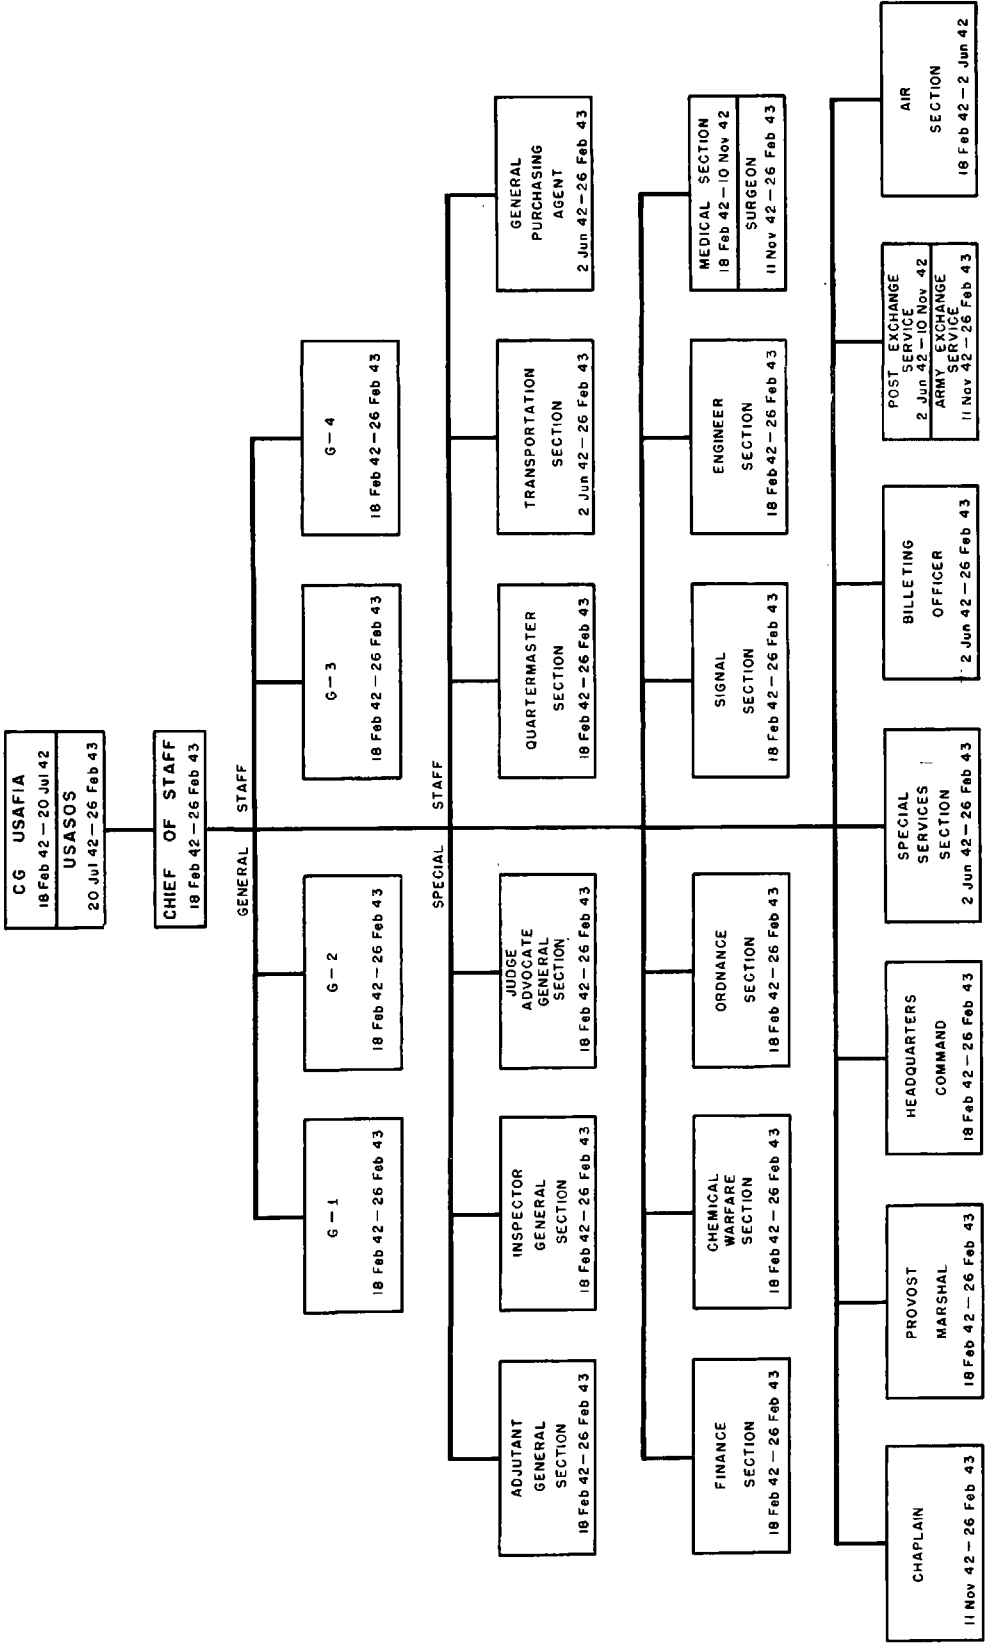 CG USAFIA
18 Feb 42-20 Jul 42
USASOS
20 Jul 42-26 Feb 43
CHIEF OF STAFF
18 Feb 42-26 Feb 43
GENERAL STAFF
G-1
18 Feb 42-26 Feb 43
G-2
18 Feb 42-26 Feb 43
G-3
18 Feb 42-26 Feb 43
G-4
18 Feb 42-26 Feb 43
SPECIAL STAFF
ADJUTANT
GENERAL
SECTION
18 Feb 42-26 Feb 43
INSPECTOR
GENERAL
SECTION
18 Feb 42-26 Feb 43
JUDGE
ADVOCATE
GENERAL
SECTION
18 Feb 42-26 Feb 43
QUARTERMASTER
SECTION
18 Feb 42-26 Feb 43
TRANSPORTATION
SECTION
2 Jun 42-26 Feb 43
GENERAL
PURCHASING
AGENT
2 Jun 42-26 Feb 43
FINANCE
SECTION
18 Feb 42-26 Feb 43
CHEMICAL
WARFARE
SECTION
18 Feb 42-26 Feb 43
ORDNANCE
SECTION
18 Feb 42-26 Feb 43
SIGNAL
SECTION
18 Feb 42-26 Feb 43
ENGINEER
SECTION
18 Feb 42-26 Feb 43
MEDICAL SECTION
18 Feb 42-10 Nov 42
SURGEON
11 Nov 42-26 Feb 43
CHAPLAIN
11 Nov 42-26 Feb 43
PROVOST
MARSHAL
18 Feb 42-26 Feb 43
HEADQUARTERS
COMMAND
18 Feb 42-26 Feb 43
SPECIAL
SERVICES
SECTION
2 Jun 42-26 Feb 43
BILLETING
OFFICER
2 Jun 42-26 Feb 43
POST EXCHANGE
SERVICE
2 Jun 42-10 Nov 42
ARMY EXCHANGE
SERVICE
11 Nov 42-26 Feb 43
AIR
SECTION
18 Feb 42-2 Jun 42